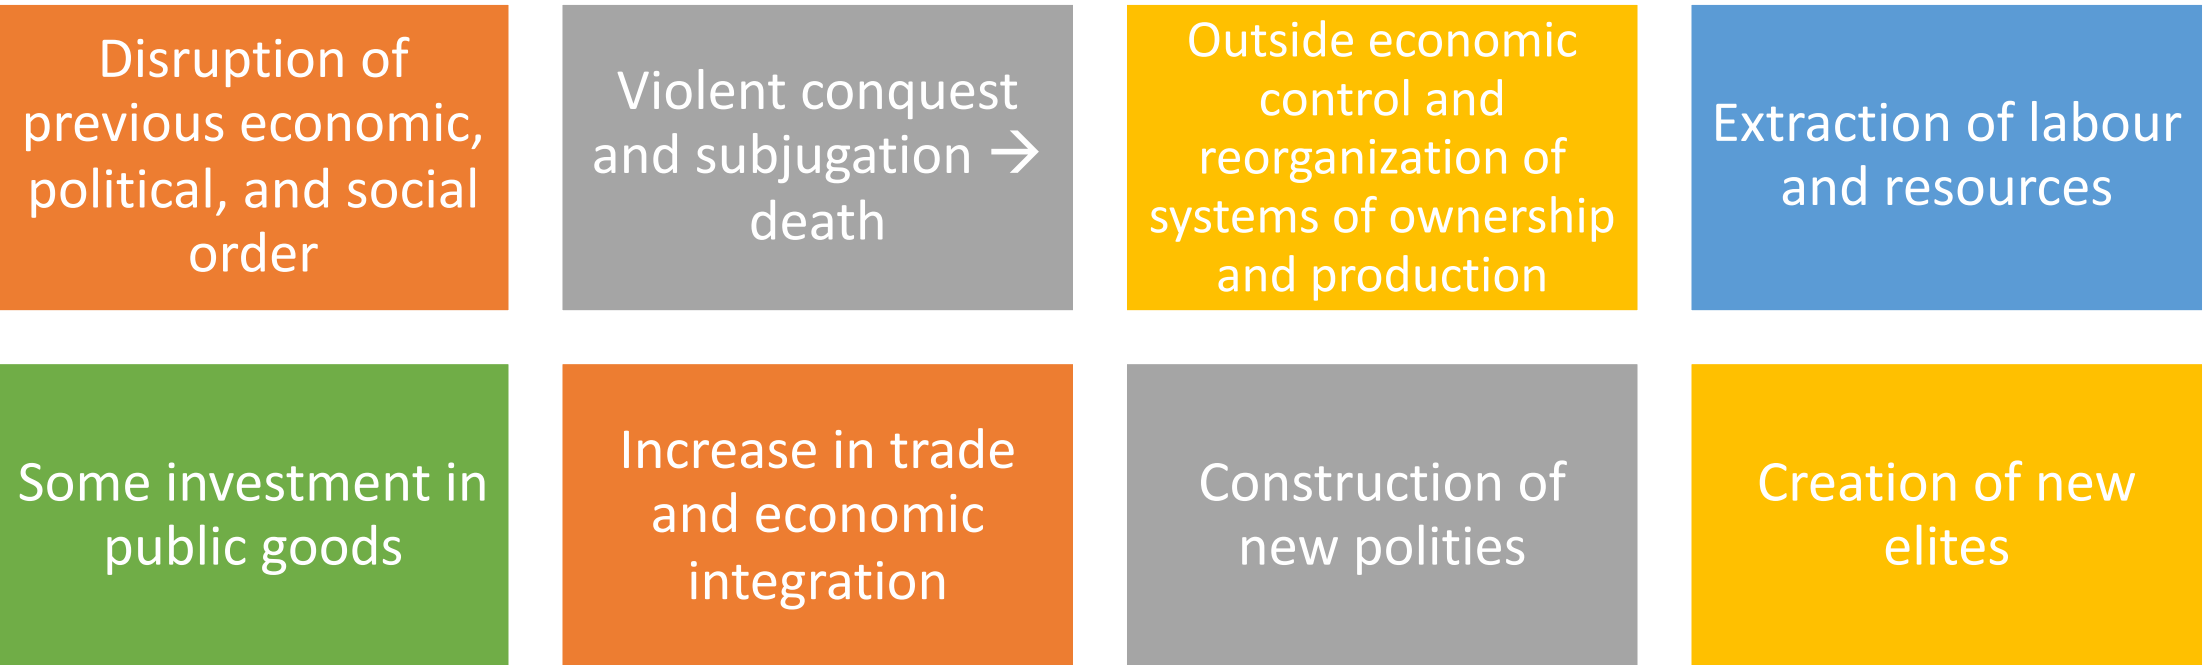 Disruption of
previous economic,
political, and social
order
Violent conquest
and subjugation →
death
Outside economic
control and
reorganization of
systems of ownership
and production
Extraction of labour
and resources
Some investment in
public goods
Increase in trade
and economic
integration
Construction of
new polities
Creation of new
elites